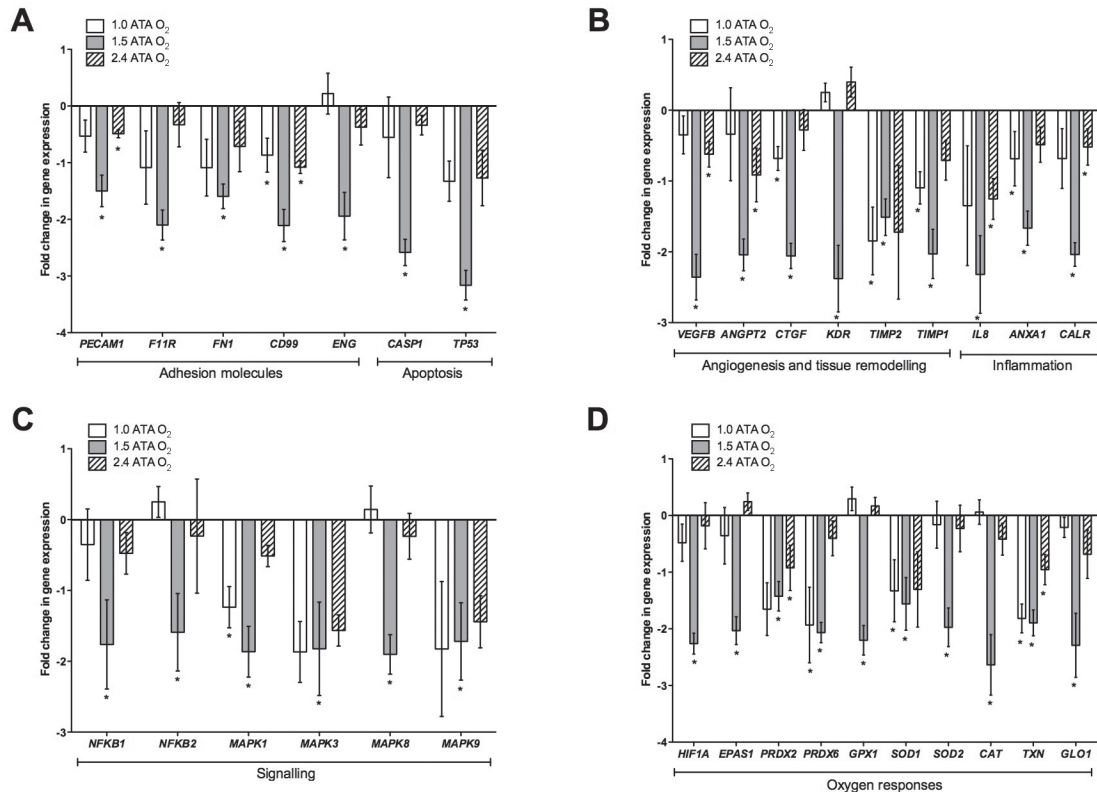 A
1.0 ATA O2
1.5 ATA O2
2.4 ATA O2
Fold change in gene expression
1
0
-1
-2
-3
-4
* * * * * * * * *
PECAM1 F11R FN1 CD99 ENG CASP1 TP53
Adhesion molecules Apoptosis
B
1.0 ATA O2
1.5 ATA O2
2.4 ATA O2
Fold change in gene expression
1
0
-1
-2
-3
* * * * * * * * * * * * * * * *
VEGFB ANGPT2 CTGF KDR TIMP2 TIMP1 IL8 ANXA1 CALR
Angiogenesis and tissue remodelling Inflammation
C
1.0 ATA O2
1.5 ATA O2
2.4 ATA O2
Fold change in gene expression
1
0
-1
-2
-3
* * * * * * *
NFKB1 NFKB2 MAPK1 MAPK3 MAPK8 MAPK9
Signalling
D
1.0 ATA O2
1.5 ATA O2
2.4 ATA O2
Fold change in gene expression
1
0
-1
-2
-3
-4
* * * * * * * * * * * * * * *
HIF1A EPAS1 PRDX2 PRDX6 GPX1 SOD1 SOD2 CAT TXN GLO1
Oxygen responses